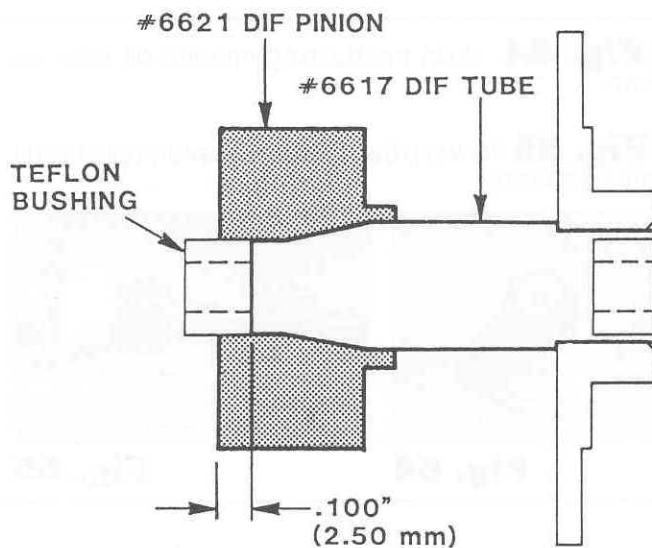 #6621 DIF PINION
#6617 DIF TUBE
TEFLON
BUSHING
.100"
(2.50 mm)